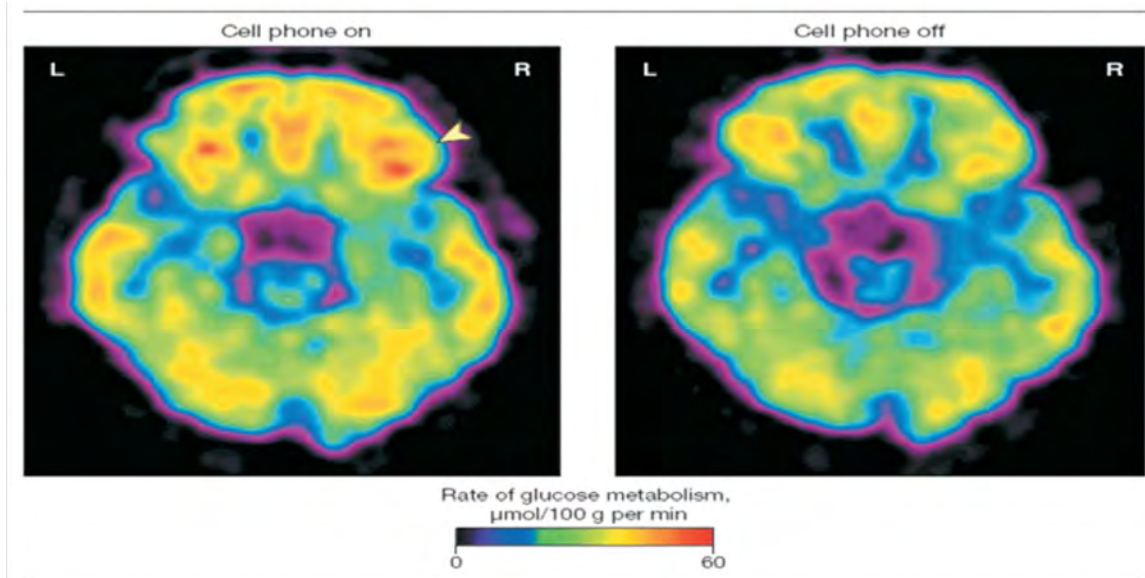 Cell phone on
Cell phone off
L
R
L
R
Rate of glucose metabolism,
µmol/100 g per min
0
60